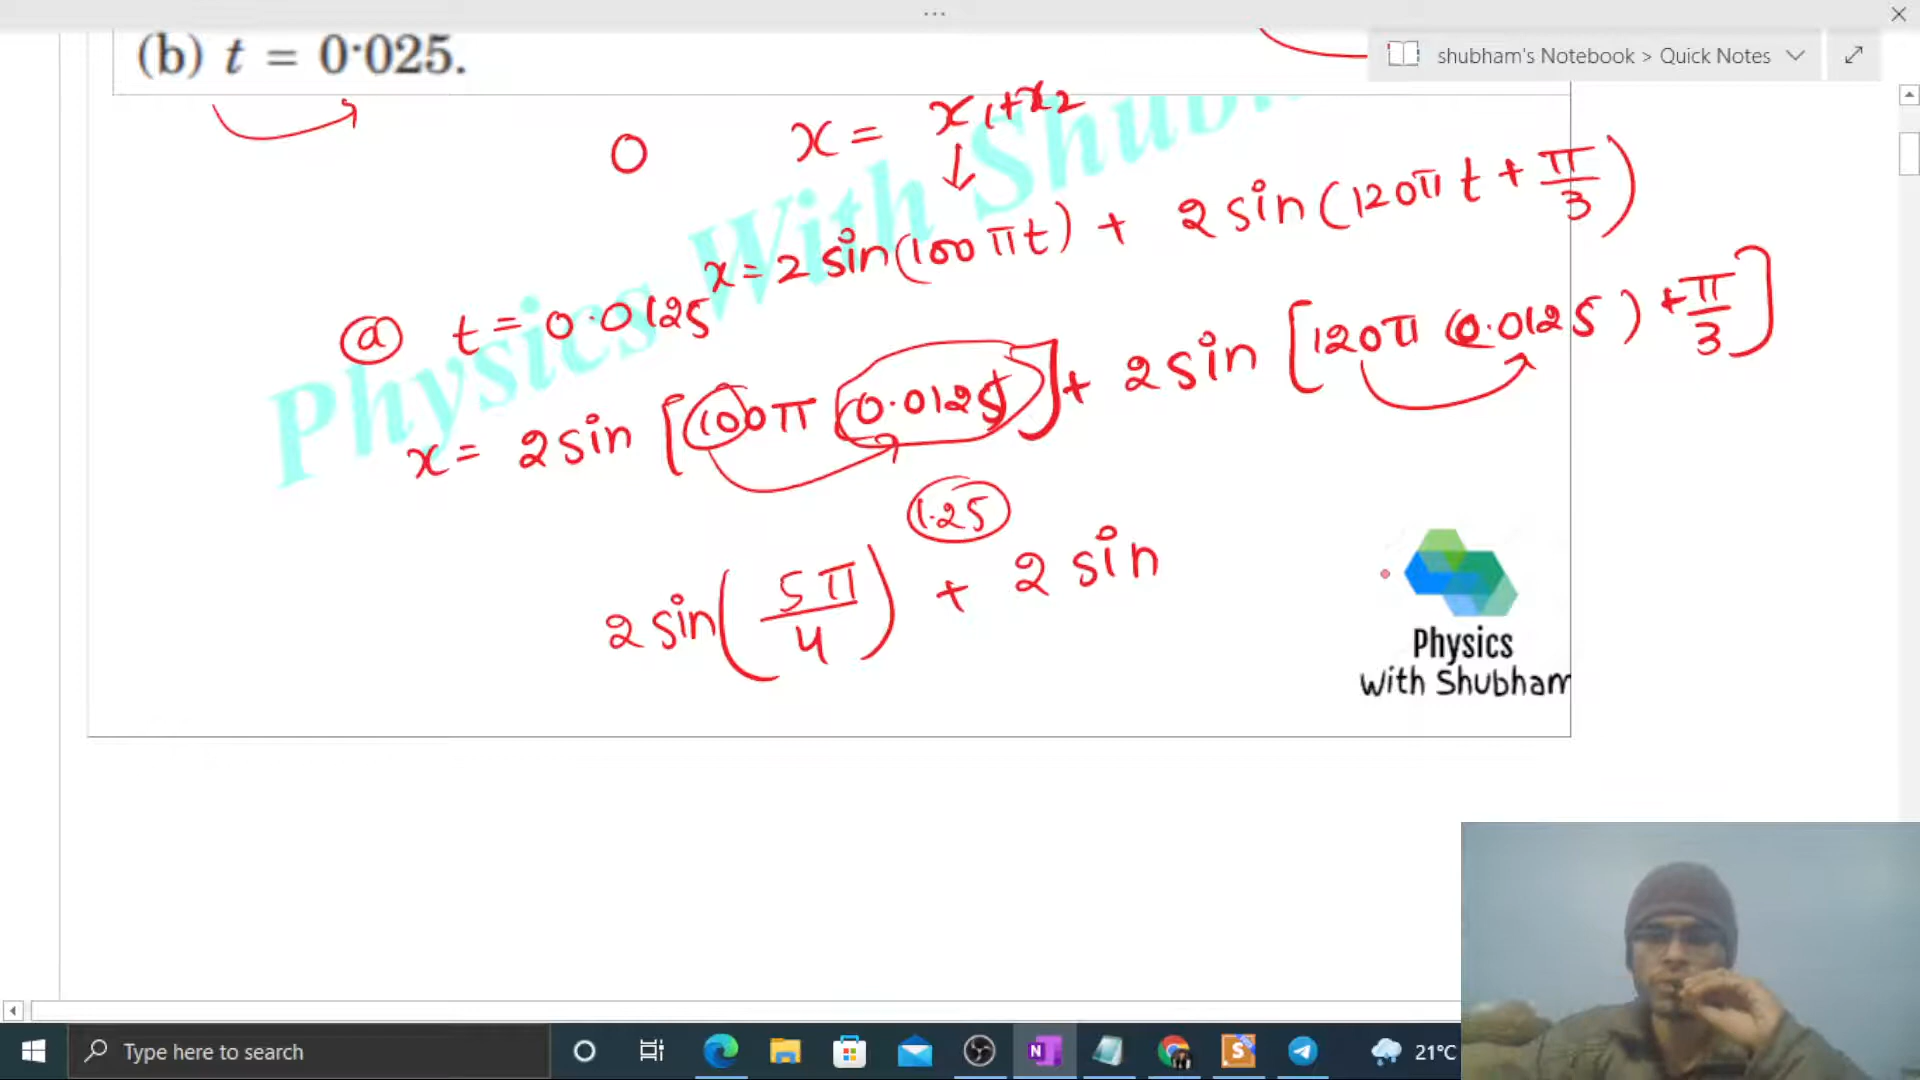 (b) t = 0·025.
shubham's Notebook > Quick Notes
0 x = x1+x2
x = 2 sin(100πt) + 2 sin(120πt + π/3)
(a) t = 0.0125
x = 2 sin [100π 0.0125] + 2 sin [120π (0.0125) + π/3]
1.25
2 sin(5π/4) + 2 sin
Physics With Shub
Physics
With Shubham
Type here to search
21°C